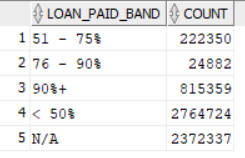 LOAN_PAID_BAND COUNT
1 51 - 75% 222350
2 76 - 90% 24882
3 90%+ 815359
4 < 50% 2764724
5 N/A 2372337